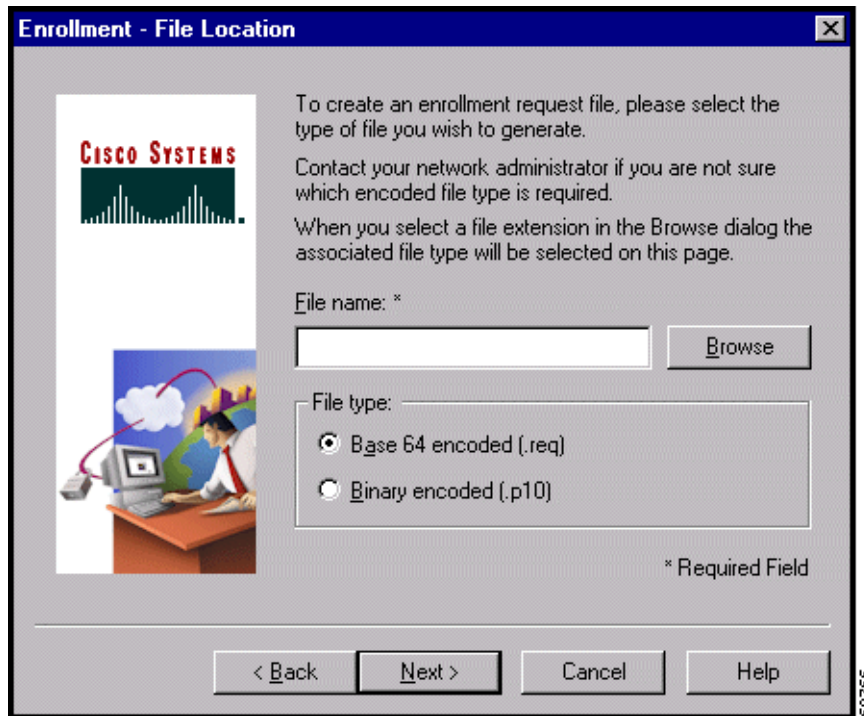 Enrollment - File Location
CISCO SYSTEMS
To create an enrollment request file, please select the
type of file you wish to generate.
Contact your network administrator if you are not sure
which encoded file type is required.
When you select a file extension in the Browse dialog the
associated file type will be selected on this page.
File name: *
Browse
File type:
Base 64 encoded (.req)
Binary encoded (.p10)
* Required Field
< Back
Next >
Cancel
Help